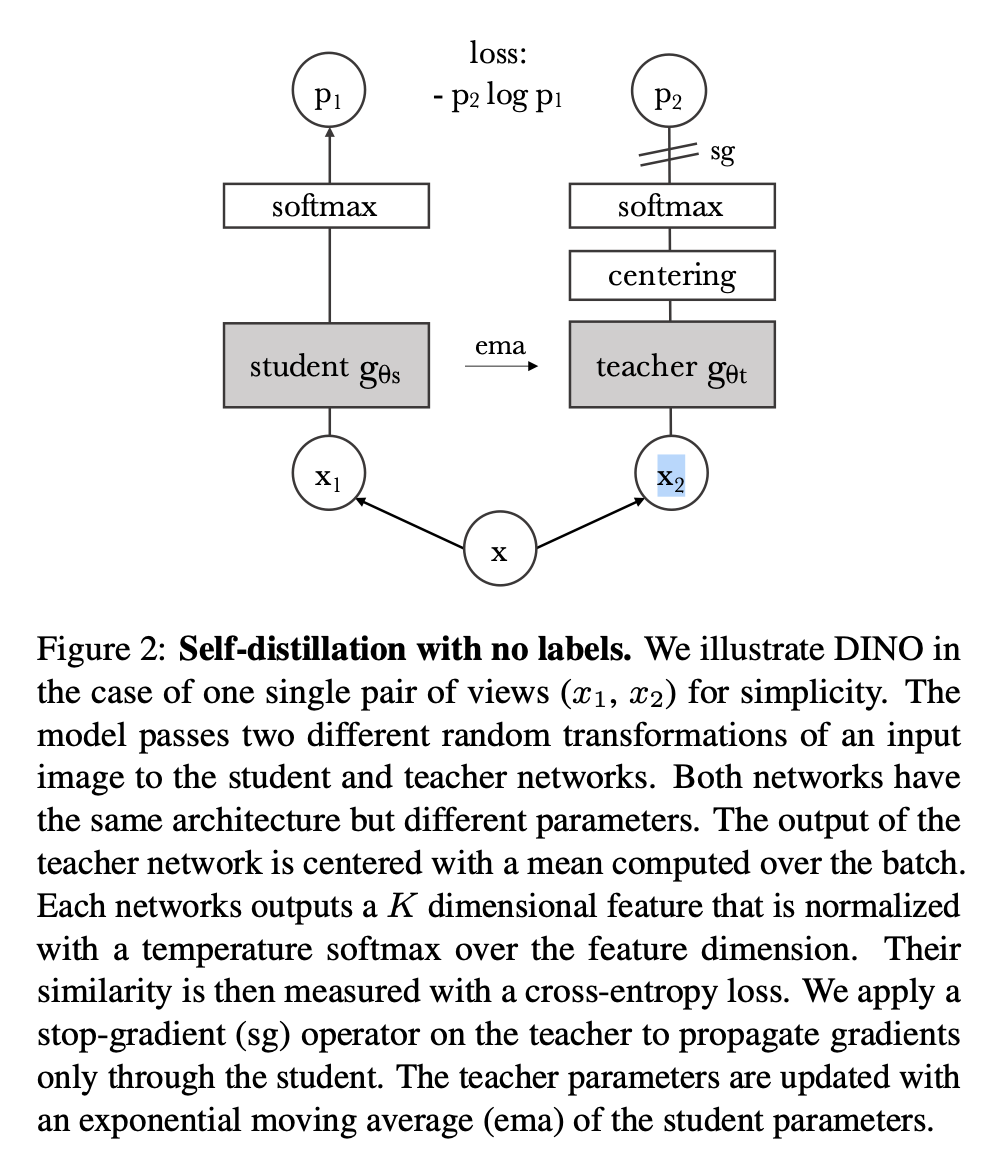 loss:
p₁ - p₂ log p₁ p₂
sg
softmax softmax
centering
ema
student gθs teacher gθt
x₁ x₂
x
Figure 2: Self-distillation with no labels. We illustrate DINO in
the case of one single pair of views (x₁, x₂) for simplicity. The
model passes two different random transformations of an input
image to the student and teacher networks. Both networks have
the same architecture but different parameters. The output of the
teacher network is centered with a mean computed over the batch.
Each networks outputs a K dimensional feature that is normalized
with a temperature softmax over the feature dimension. Their
similarity is then measured with a cross-entropy loss. We apply a
stop-gradient (sg) operator on the teacher to propagate gradients
only through the student. The teacher parameters are updated with
an exponential moving average (ema) of the student parameters.